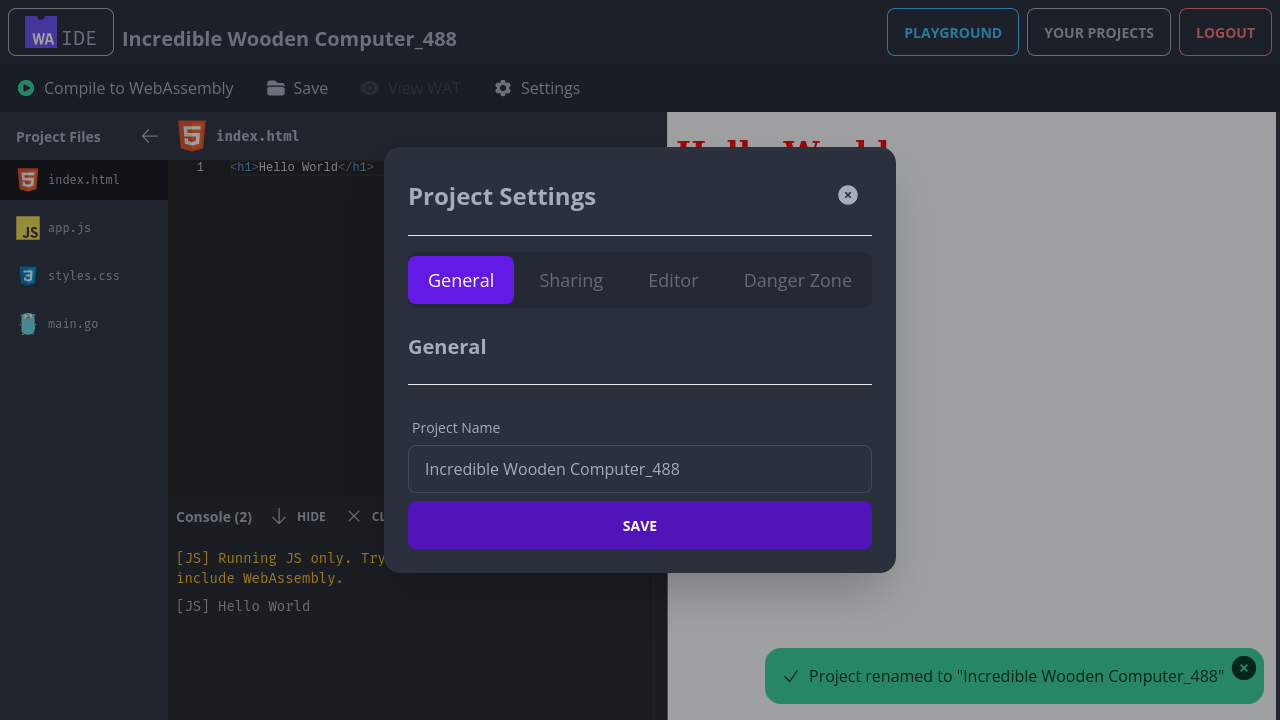 WA IDE
Incredible Wooden Computer_488
PLAYGROUND
YOUR PROJECTS
LOGOUT
Compile to WebAssembly
Save
View WAT
Settings
Project Files
index.html
index.html
app.js
styles.css
main.go
1 <h1>Hello World</h1>
Hello World
Project Settings
General
Sharing
Editor
Danger Zone
General
Project Name
Incredible Wooden Computer_488
SAVE
Console (2)
HIDE
[JS] Running JS only. Try
include WebAssembly.
[JS] Hello World
Project renamed to "Incredible Wooden Computer_488"